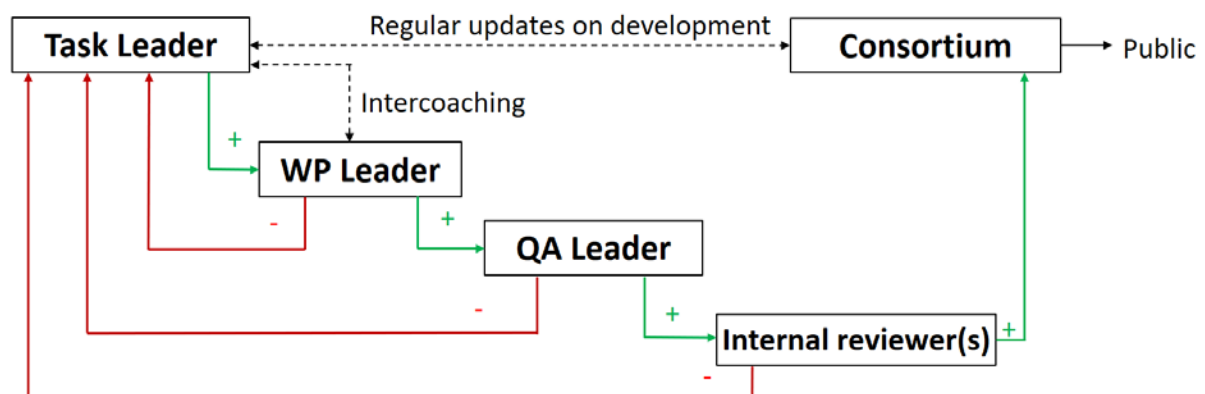 Regular updates on development
Task Leader
Consortium
Public
Intercoaching
+
WP Leader
-
+
QA Leader
-
+
Internal reviewer(s)
+
-